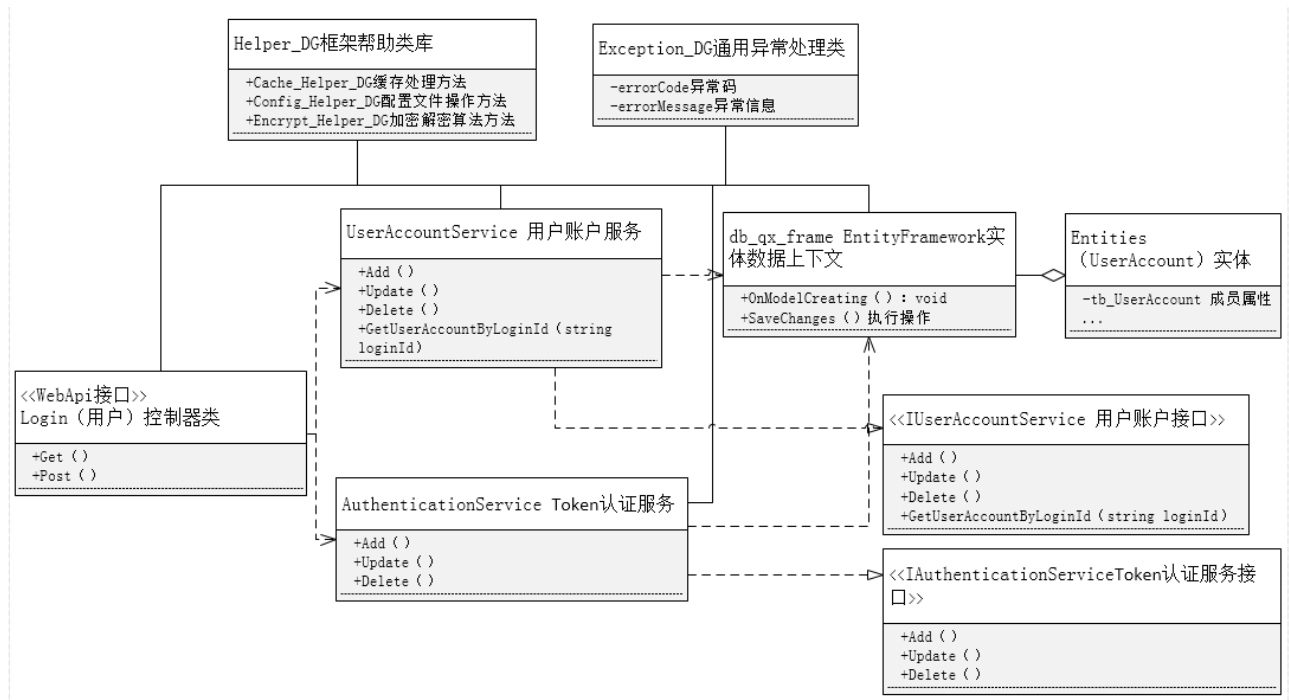 Helper_DG框架帮助类库
+Cache_Helper_DG缓存处理方法
+Config_Helper_DG配置文件操作方法
+Encrypt_Helper_DG加密解密算法方法
Exception_DG通用异常处理类
-errorCode异常码
-errorMessage异常信息
UserAccountService 用户账户服务
+Add()
+Update()
+Delete()
+GetUserAccountByLoginId(string
loginId)
db_qx_frame EntityFramework实
体数据上下文
+OnModelCreating(): void
+SaveChanges()执行操作
Entities
（UserAccount）实体
-tb_UserAccount 成员属性
...
<<WebApi接口>>
Login（用户）控制器类
+Get()
+Post()
<<IUserAccountService 用户账户接口>>
+Add()
+Update()
+Delete()
+GetUserAccountByLoginId(string loginId)
AuthenticationService Token认证服务
+Add()
+Update()
+Delete()
<<IAuthenticationServiceToken认证服务接
口>>
+Add()
+Update()
+Delete()